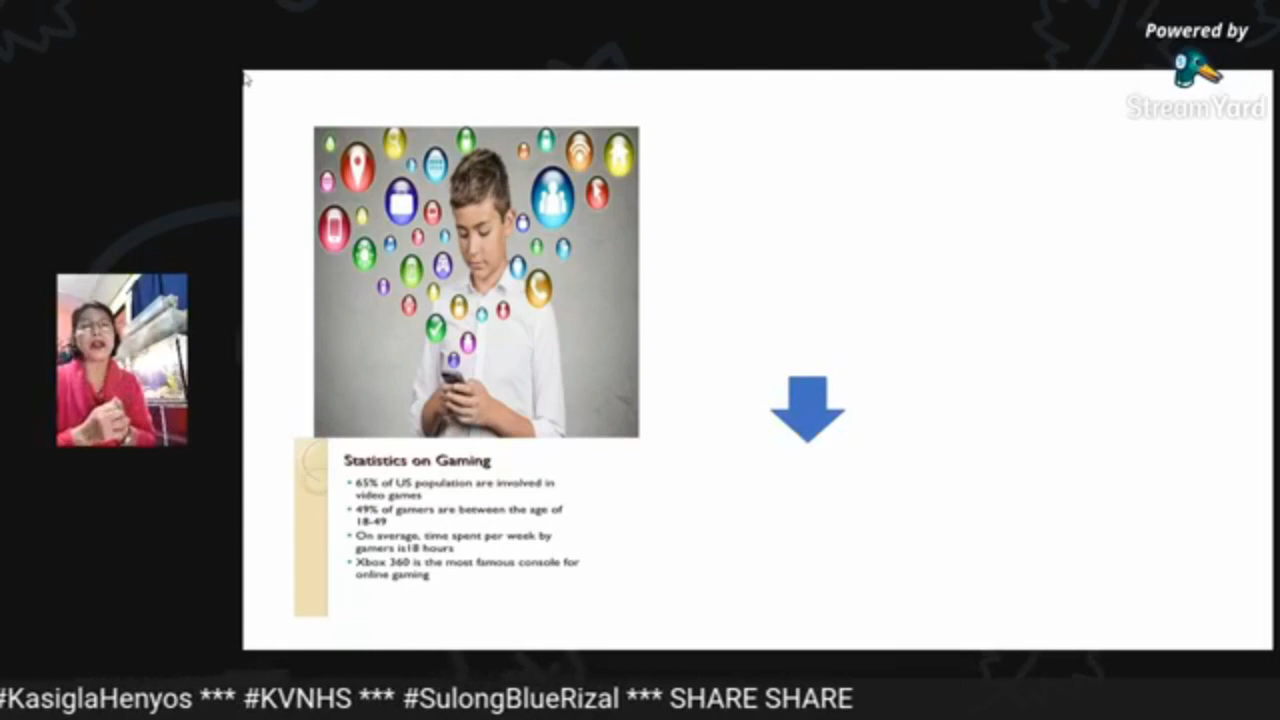 Powered by
StreamYard
Statistics on Gaming
• 65% of US population are involved in
video games
• 49% of gamers are between the age of
18-49
• On average, time spent per week by
gamers is18 hours
• Xbox 360 is the most famous console for
online gaming
#KasiglaHenyos *** #KVNHS *** #SulongBlueRizal *** SHARE SHARE